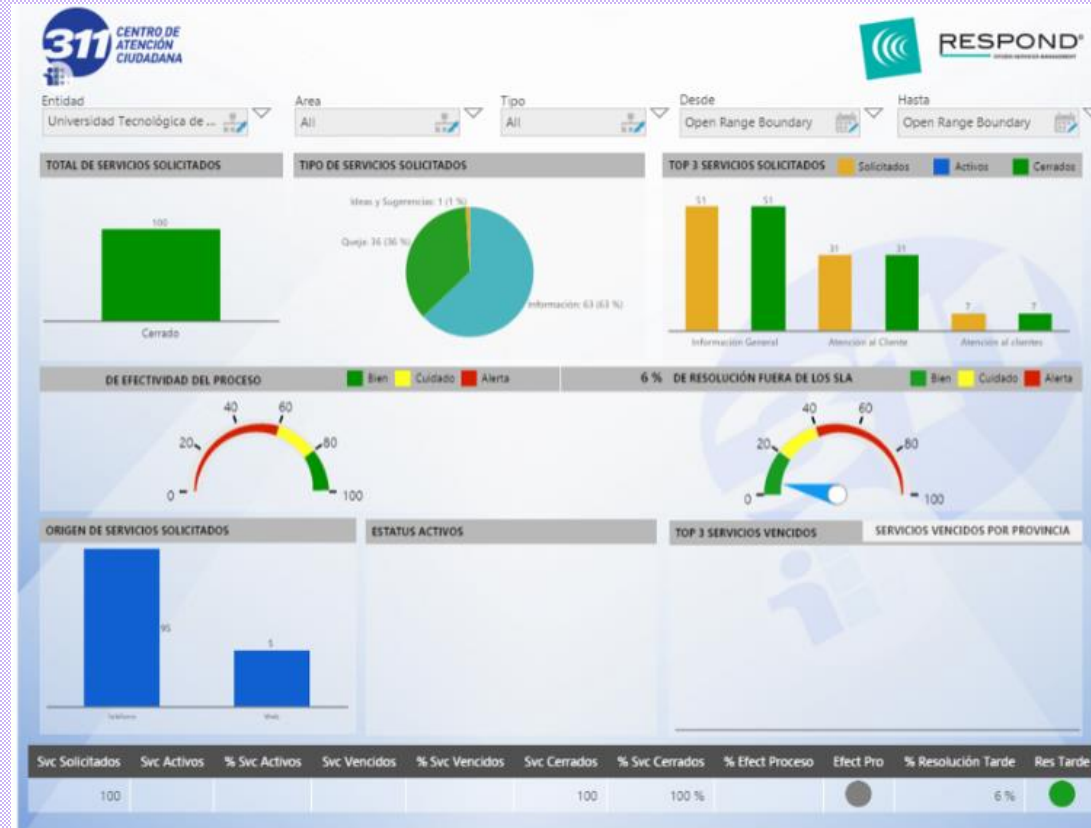 311 CENTRO DE
ATENCIÓN
CIUDADANA
RESPOND®
Entidad
Area
Tipo
Desde
Hasta
Universidad Tecnológica de ...
All
All
Open Range Boundary
Open Range Boundary
TOTAL DE SERVICIOS SOLICITADOS
TIPO DE SERVICIOS SOLICITADOS
TOP 3 SERVICIOS SOLICITADOS
Solicitados
Activos
Cerrados
100
Cerrado
Ideas y Sugerencias: 1 (1 %)
Queja: 36 (36 %)
Información: 63 (63 %)
51 51
31 31
7 7
Información General
Atención al Cliente
Atención al clientes
DE EFECTIVIDAD DEL PROCESO
Bien Cuidado Alerta
6 % DE RESOLUCIÓN FUERA DE LOS SLA
Bien Cuidado Alerta
0 20 40 60 80 100
0 20 40 60 80 100
ORIGEN DE SERVICIOS SOLICITADOS
ESTATUS ACTIVOS
TOP 3 SERVICIOS VENCIDOS
SERVICIOS VENCIDOS POR PROVINCIA
95
5
Teléfono
Web
Svc Solicitados Svc Activos % Svc Activos Svc Vencidos % Svc Vencidos Svc Cerrados % Svc Cerrados % Efect Proceso Efect Pro % Resolución Tarde Res Tarde
100 100 100 % 6 %